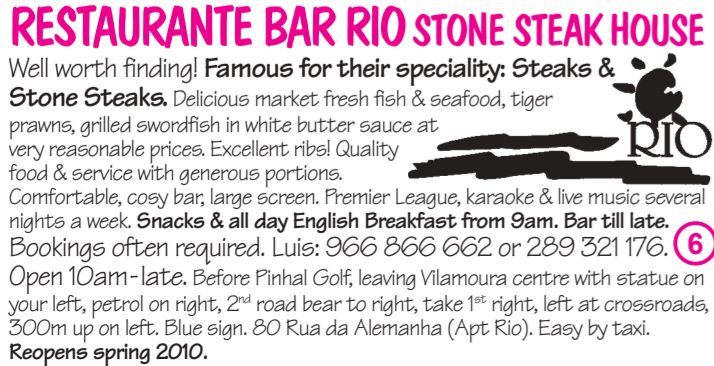 RESTAURANTE BAR RIO STONE STEAK HOUSE
Well worth finding! Famous for their speciality: Steaks &
Stone Steaks. Delicious market fresh fish & seafood, tiger
prawns, grilled swordfish in white butter sauce at
very reasonable prices. Excellent ribs! Quality
food & service with generous portions.
RIO
Comfortable, cosy bar, large screen. Premier League, karaoke & live music several
nights a week. Snacks & all day English Breakfast from 9am. Bar till late.
Bookings often required. Luis: 966 866 662 or 289 321 176. 6
Open 10am-late. Before Pinhal Golf, leaving Vilamoura centre with statue on
your left, petrol on right, 2nd road bear to right, take 1st right, left at crossroads,
300m up on left. Blue sign. 80 Rua da Alemanha (Apt Rio). Easy by taxi.
Reopens spring 2010.